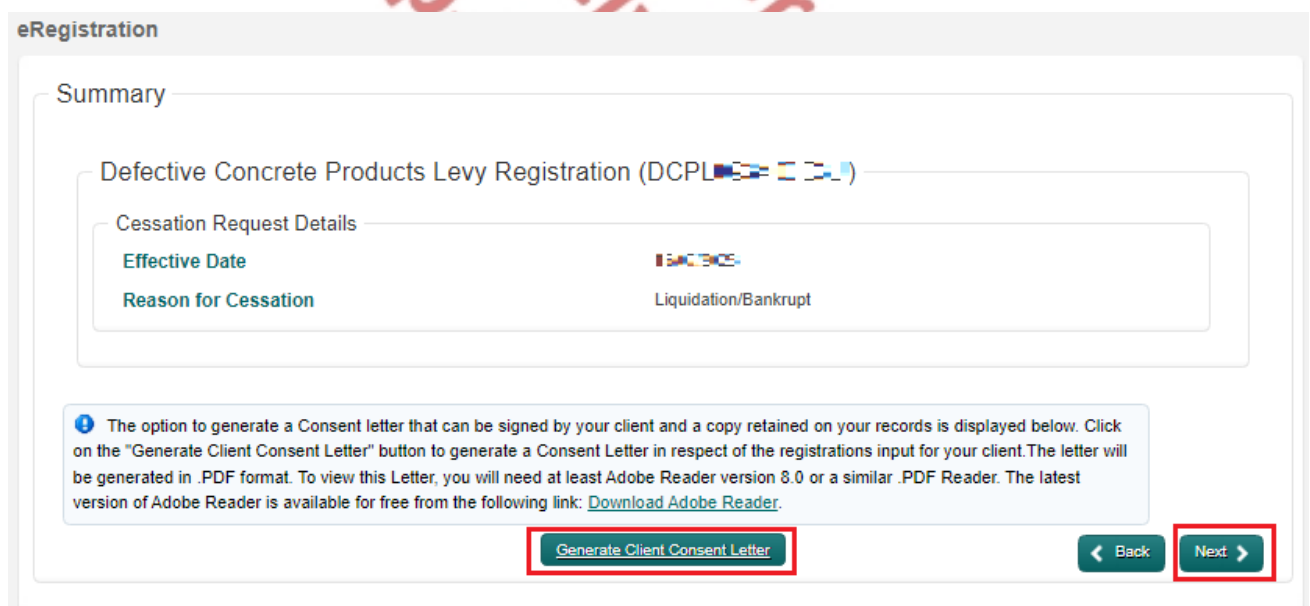 eRegistration
Summary
Defective Concrete Products Levy Registration (DCPL
Cessation Request Details
Effective Date
Reason for Cessation Liquidation/Bankrupt
The option to generate a Consent letter that can be signed by your client and a copy retained on your records is displayed below. Click
on the "Generate Client Consent Letter" button to generate a Consent Letter in respect of the registrations input for your client.The letter will
be generated in .PDF format. To view this Letter, you will need at least Adobe Reader version 8.0 or a similar .PDF Reader. The latest
version of Adobe Reader is available for free from the following link: Download Adobe Reader.
Generate Client Consent Letter Back Next